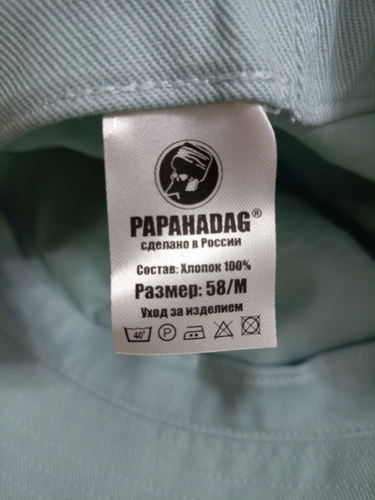 PAPAHADAG®
сделано в России
Состав: Хлопок 100%
Размер: 58/М
Уход за изделием
40° P